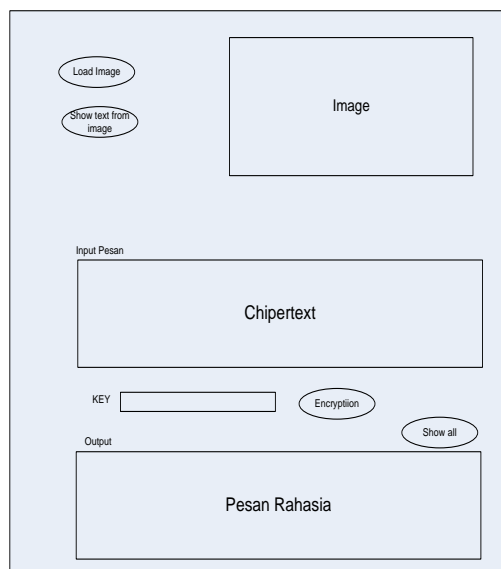 Load Image
Image
Show text from
image
Input Pesan
Chipertext
KEY
Encryptiion
Show all
Output
Pesan Rahasia